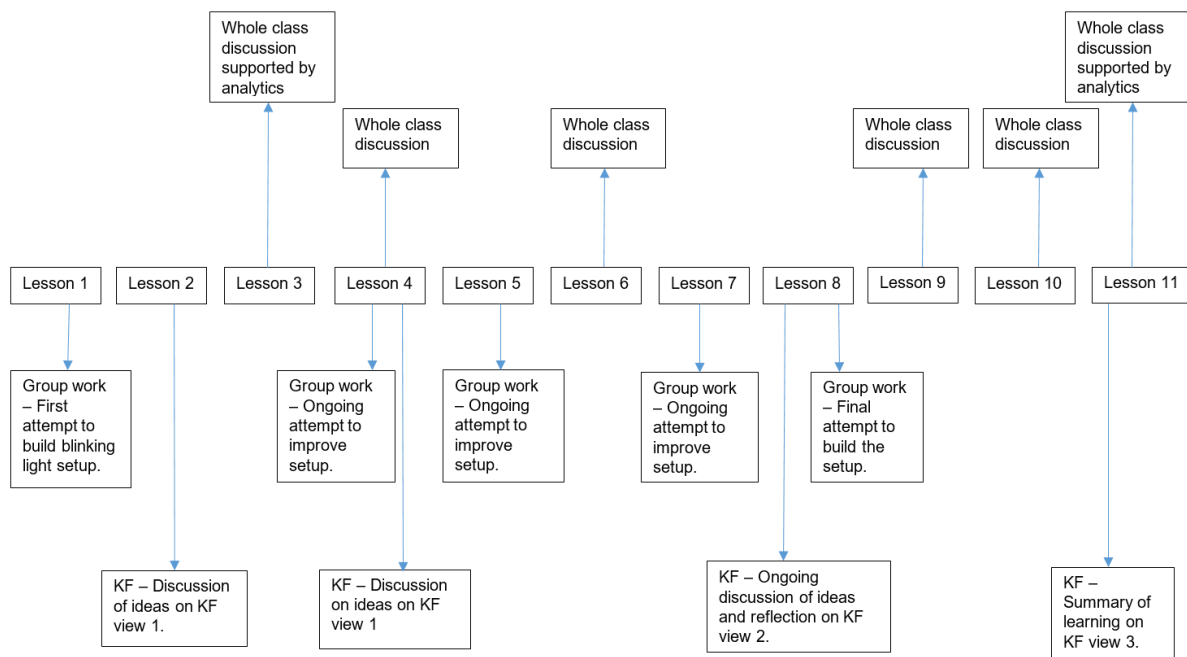 Whole class
discussion
supported by
analytics
Whole class
discussion
supported by
analytics
Whole class
discussion
Whole class
discussion
Whole class
discussion
Whole class
discussion
Lesson 1
Lesson 2
Lesson 3
Lesson 4
Lesson 5
Lesson 6
Lesson 7
Lesson 8
Lesson 9
Lesson 10
Lesson 11
Group work
– First
attempt to
build blinking
light setup.
Group work
– Ongoing
attempt to
improve
setup.
Group work
– Ongoing
attempt to
improve
setup.
Group work
– Ongoing
attempt to
improve
setup.
Group work
– Final
attempt to
build the
setup.
KF – Discussion
of ideas on KF
view 1.
KF – Discussion
on ideas on KF
view 1
KF – Ongoing
discussion of ideas
and reflection on KF
view 2.
KF –
Summary of
learning on
KF view 3.